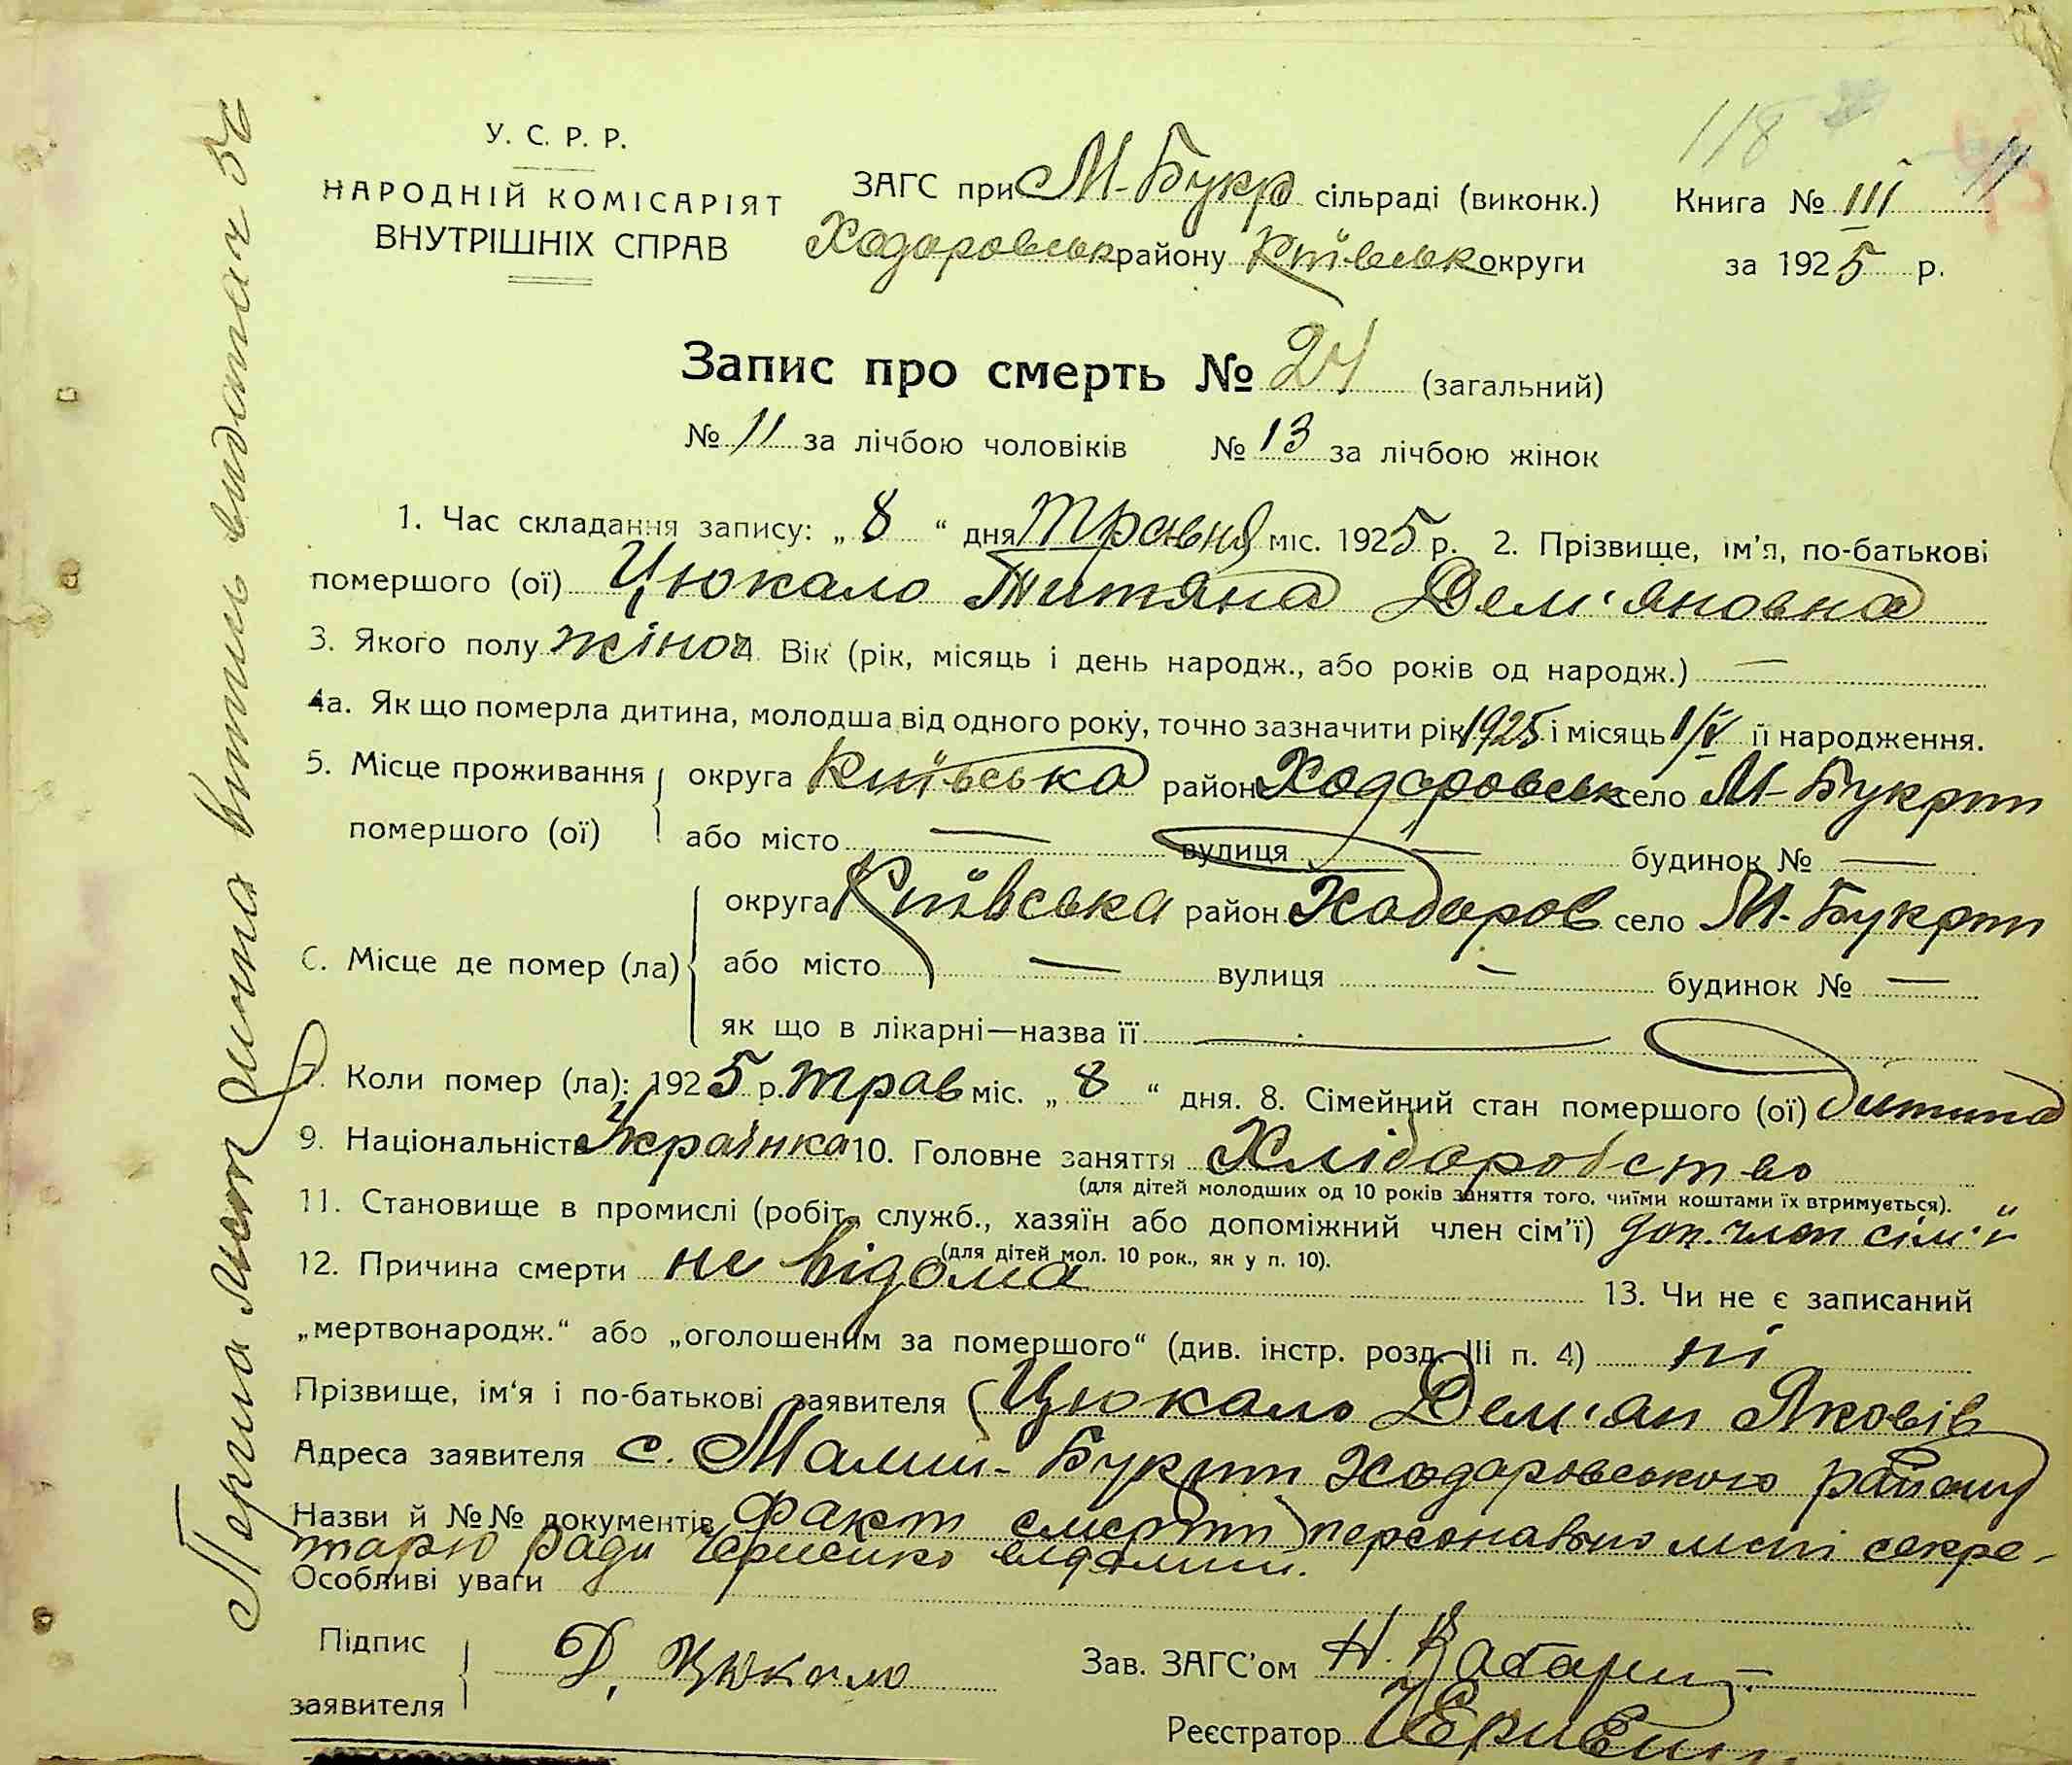 118
11
У. С. Р. Р.
НАРОДНІЙ КОМІСАРІЯТ
ВНУТРІШНІХ СПРАВ
ЗАГС при М-Букр сільраді (виконк.)
Ходоровськ району Київськ округи
Книга № III
за 1925 р.
Запис про смерть № 24 (загальний)
№ 11 за лічбою чоловіків № 13 за лічбою жінок
1. Час складання запису: „ 8 “ дня травня міс. 1925 р. 2. Прізвище, ім'я, по-батькові
помершого (ої) Цюкало Титяна Дем'яновна
3. Якого полу жіноч 4. Вік (рік, місяць і день народж., або років од народж.) —
4а. Як що померла дитина, молодша від одного року, точно зазначити рік 1925 і місяць 1/V її народження.
5. Місце проживання помершого (ої) округа Київська район Ходоровськ село М-Букрин
або місто — вулиця — будинок № —
6. Місце де помер (ла) округа Київська район Ходоров село М-Букрин
або місто — вулиця — будинок № —
як що в лікарні—назва її —
7. Коли помер (ла): 1925 р. трав міс. „ 8 “ дня. 8. Сімейний стан помершого (ої) дитина
9. Національність Українка 10. Головне заняття Хліборобство
(для дітей молодших од 10 років заняття того, чиїми коштами їх втримується).
11. Становище в промислі (робіт., служб., хазяїн або допоміжний член сім'ї) доп. член сім'ї
(для дітей мол. 10 рок., як у п. 10).
12. Причина смерти не відома 13. Чи не є записаний
„мертвонародж.“ або „оголошеним за помершого“ (див. інстр. розд. III п. 4) ні
Прізвище, ім'я і по-батькові заявителя Цюкало Дем'ян Яковів
Адреса заявителя с. Малий-Букрин Ходоровського району
Назви й №№ документів Факт смерти персонально мені секре-
тарю ради відомий.
Особливі уваги
Підпис заявителя Д. Цюкало
Зав. ЗАГС'ом Н.
Реєстратор
Перша лист витяг видана